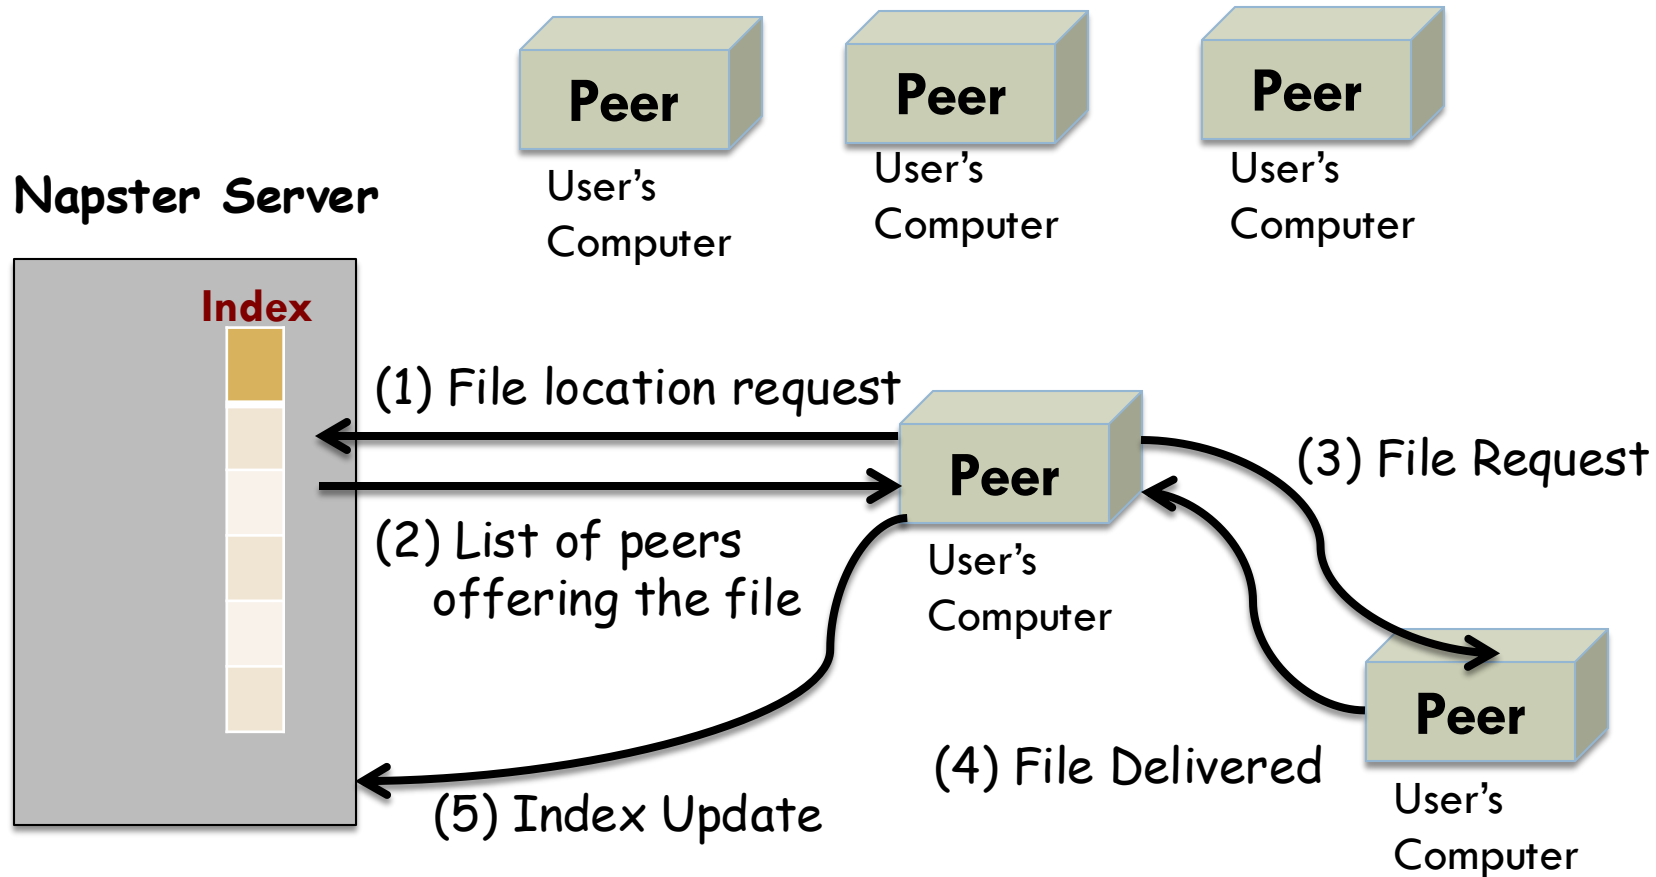 Peer
User's
Computer
Peer
User's
Computer
Peer
User's
Computer
Napster Server
Index
(1) File location request
(2) List of peers
offering the file
Peer
User's
Computer
(3) File Request
(4) File Delivered
Peer
User's
Computer
(5) Index Update